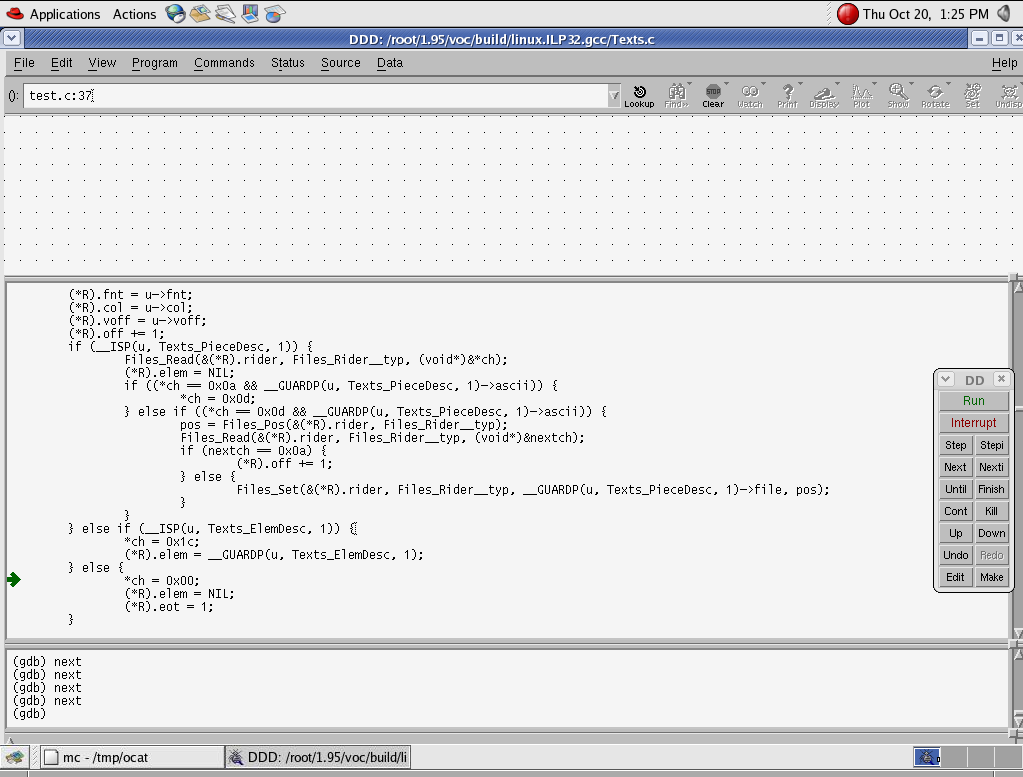 Applications Actions Thu Oct 20, 1:25 PM
DDD: /root/1.95/voc/build/linux.ILP32.gcc/Texts.c
File Edit View Program Commands Status Source Data Help
(): test.c:37
Lookup Find» Clear Watch Print Display Plot Show Rotate Set Undisp
(*R).fnt = u->fnt;
(*R).col = u->col;
(*R).voff = u->voff;
(*R).off += 1;
if (__ISP(u, Texts_PieceDesc, 1)) {
Files_Read(&(*R).rider, Files_Rider__typ, (void*)&*ch);
(*R).elem = NIL;
if ((*ch == 0x0a && __GUARDP(u, Texts_PieceDesc, 1)->ascii)) {
*ch = 0x0d;
} else if ((*ch == 0x0d && __GUARDP(u, Texts_PieceDesc, 1)->ascii)) {
pos = Files_Pos(&(*R).rider, Files_Rider__typ);
Files_Read(&(*R).rider, Files_Rider__typ, (void*)&nextch);
if (nextch == 0x0a) {
(*R).off += 1;
} else {
Files_Set(&(*R).rider, Files_Rider__typ, __GUARDP(u, Texts_PieceDesc, 1)->file, pos);
}
}
} else if (__ISP(u, Texts_ElemDesc, 1)) {
*ch = 0x1c;
(*R).elem = __GUARDP(u, Texts_ElemDesc, 1);
} else {
*ch = 0x00;
(*R).elem = NIL;
(*R).eot = 1;
}
DD
Run
Interrupt
Step Stepi
Next Nexti
Until Finish
Cont Kill
Up Down
Undo Redo
Edit Make
(gdb) next
(gdb) next
(gdb) next
(gdb) next
(gdb)
mc - /tmp/ocat DDD: /root/1.95/voc/build/li